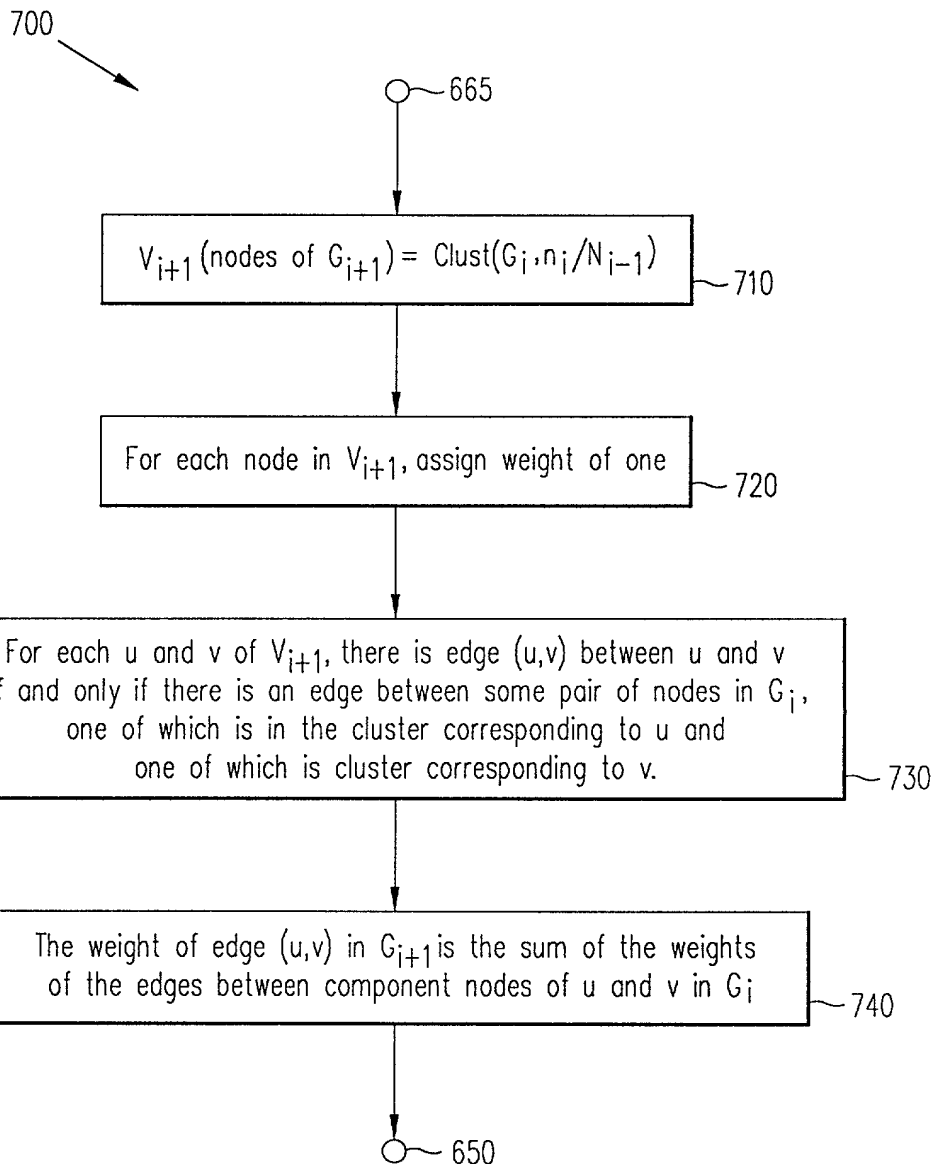 700
665
V_{i+1}(nodes of G_{i+1}) = Clust(G_i, n_i/N_{i-1})
710
For each node in V_{i+1}, assign weight of one
720
For each u and v of V_{i+1}, there is edge (u,v) between u and v
f and only if there is an edge between some pair of nodes in G_i,
one of which is in the cluster corresponding to u and
one of which is cluster corresponding to v.
730
The weight of edge (u,v) in G_{i+1} is the sum of the weights
of the edges between component nodes of u and v in G_i
740
650